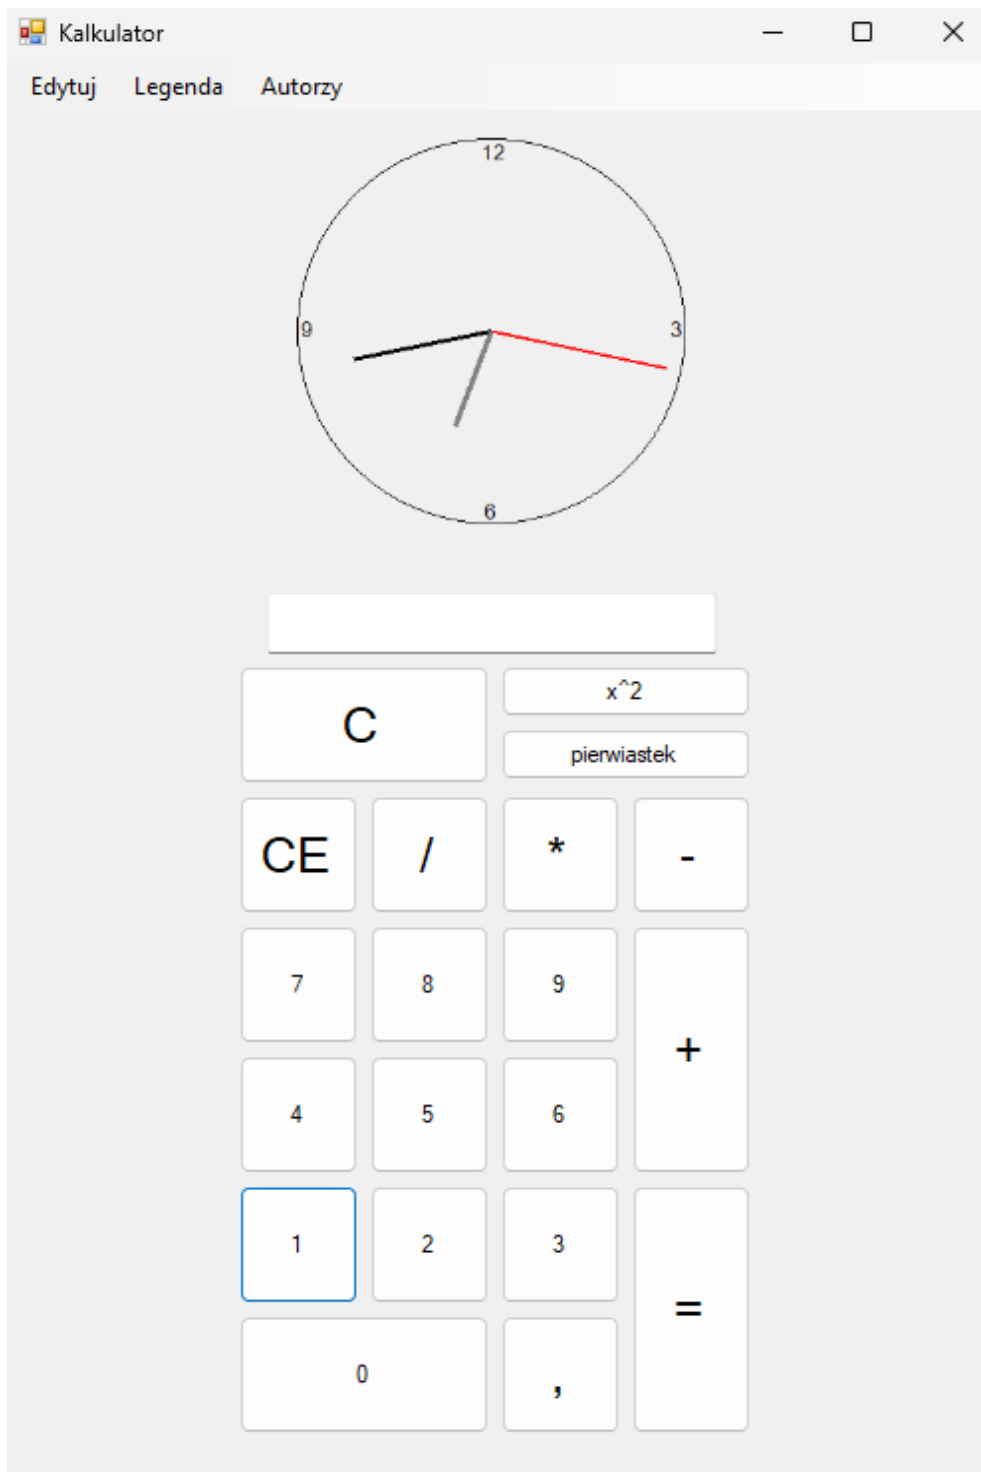 Kalkulator
Edytuj Legenda Autorzy
12
9 3
6
C
x^2
pierwiastek
CE / * -
7 8 9
+
4 5 6
1 2 3
=
0 ,